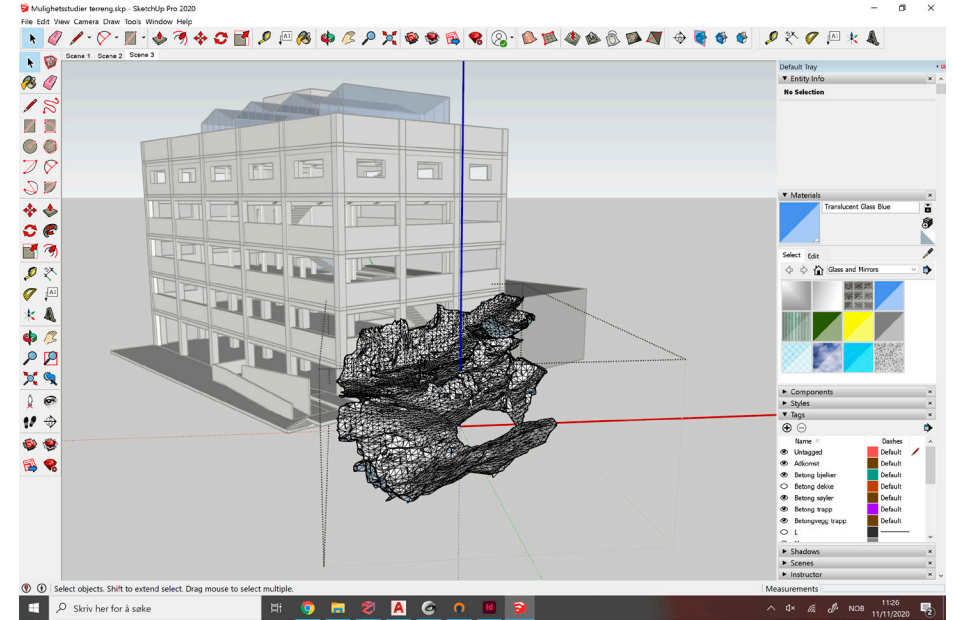 Mulighetsstudier terreng.skp - SketchUp Pro 2020
File Edit View Camera Draw Tools Window Help
Scene 1 Scene 2 Scene 3
Default Tray
Entity Info
No Selection
Materials
Translucent Glass Blue
Select Edit
Glass and Mirrors
Components
Styles
Tags
Name Dashes
Untagged Default
Adkomst Default
Betong bjelker Default
Betong dekke Default
Betong søyler Default
Betong trapp Default
Betongvegg trapp Default
L
Shadows
Scenes
Instructor
Select objects. Shift to extend select. Drag mouse to select multiple.
Measurements
Skriv her for å søke
NOB
11:26
11/11/2020